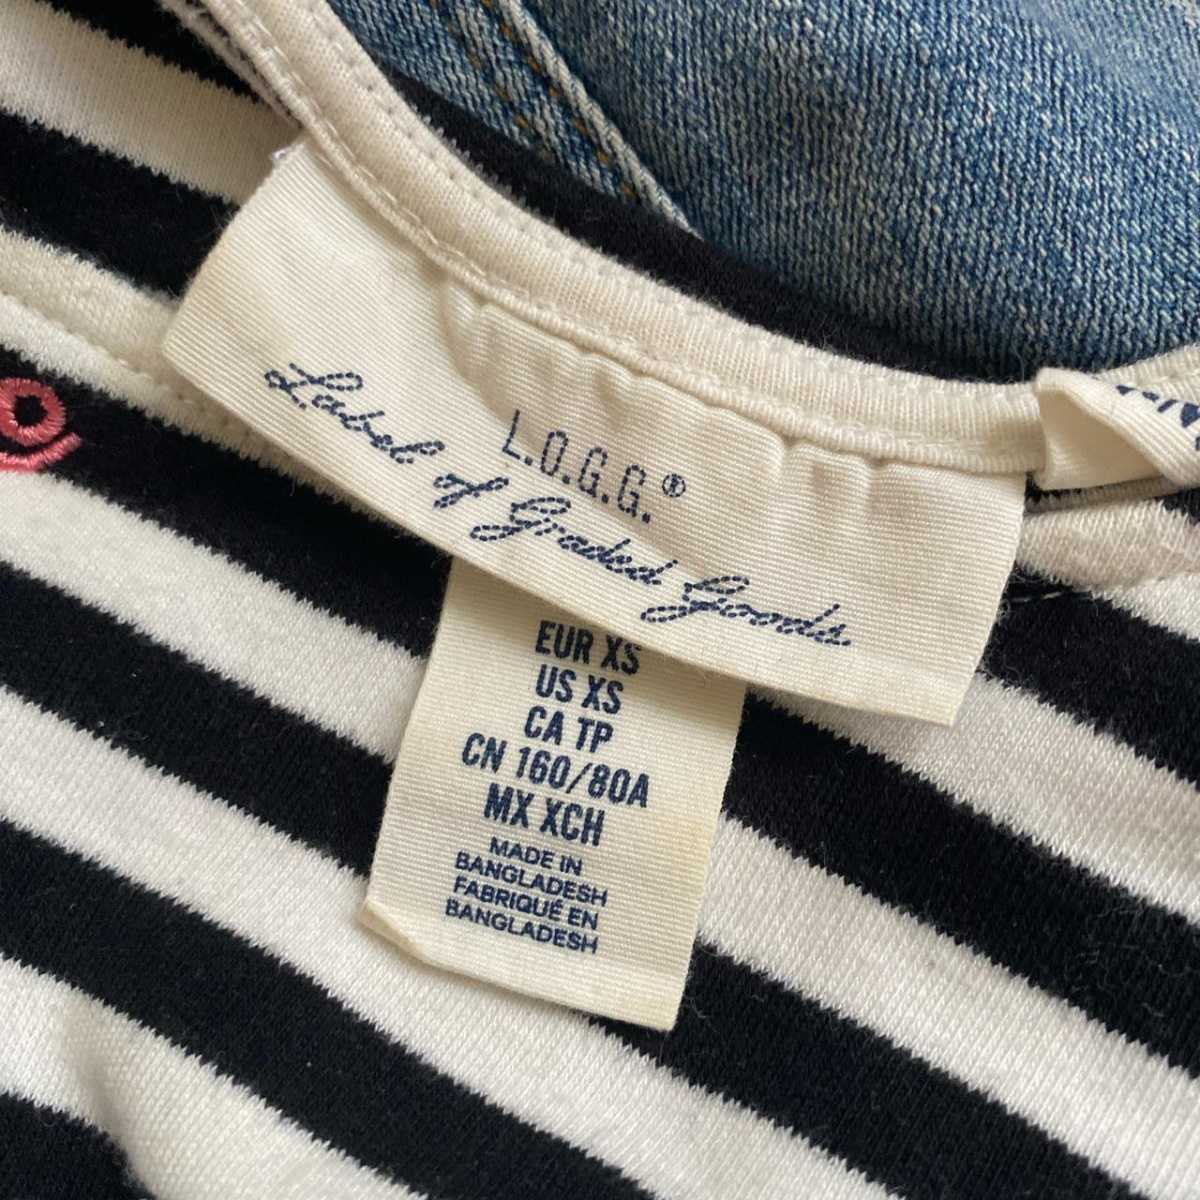 L.O.G.G.®
Label of Graded Goods
EUR XS
US XS
CA TP
CN 160/80A
MX XCH
MADE IN
BANGLADESH
FABRIQUÉ EN
BANGLADESH